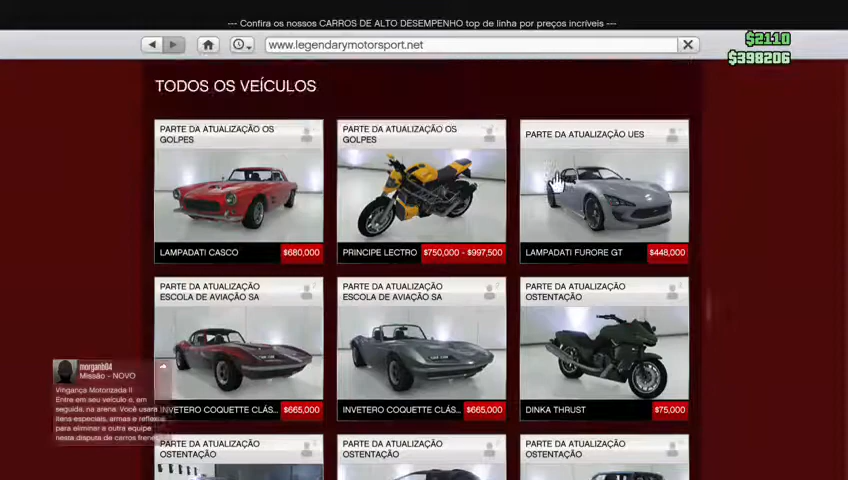 --- Confira os nossos CARROS DE ALTO DESEMPENHO top de linha por preços incríveis ---
www.legendarymotorsport.net
$2110
$398206
TODOS OS VEÍCULOS
PARTE DA ATUALIZAÇÃO OS
GOLPES
LAMPADATI CASCO $680,000
PARTE DA ATUALIZAÇÃO OS
GOLPES
PRINCIPE LECTRO $750,000 - $997,500
PARTE DA ATUALIZAÇÃO UES
LAMPADATI FURORE GT $448,000
PARTE DA ATUALIZAÇÃO
ESCOLA DE AVIAÇÃO SA
INVETERO COQUETTE CLÁS... $665,000
PARTE DA ATUALIZAÇÃO
ESCOLA DE AVIAÇÃO SA
INVETERO COQUETTE CLÁS... $665,000
PARTE DA ATUALIZAÇÃO
OSTENTAÇÃO
DINKA THRUST $75,000
morganb04
Missão - NOVO
Vingança Motorizada II
Entre em seu veículo e, em
seguida, na arena. Você usará
itens especiais, armas e reflexos
para eliminar a outra equipe
nesta disputa de carros
PARTE DA ATUALIZAÇÃO
OSTENTAÇÃO
PARTE DA ATUALIZAÇÃO
OSTENTAÇÃO
PARTE DA ATUALIZAÇÃO
OSTENTAÇÃO